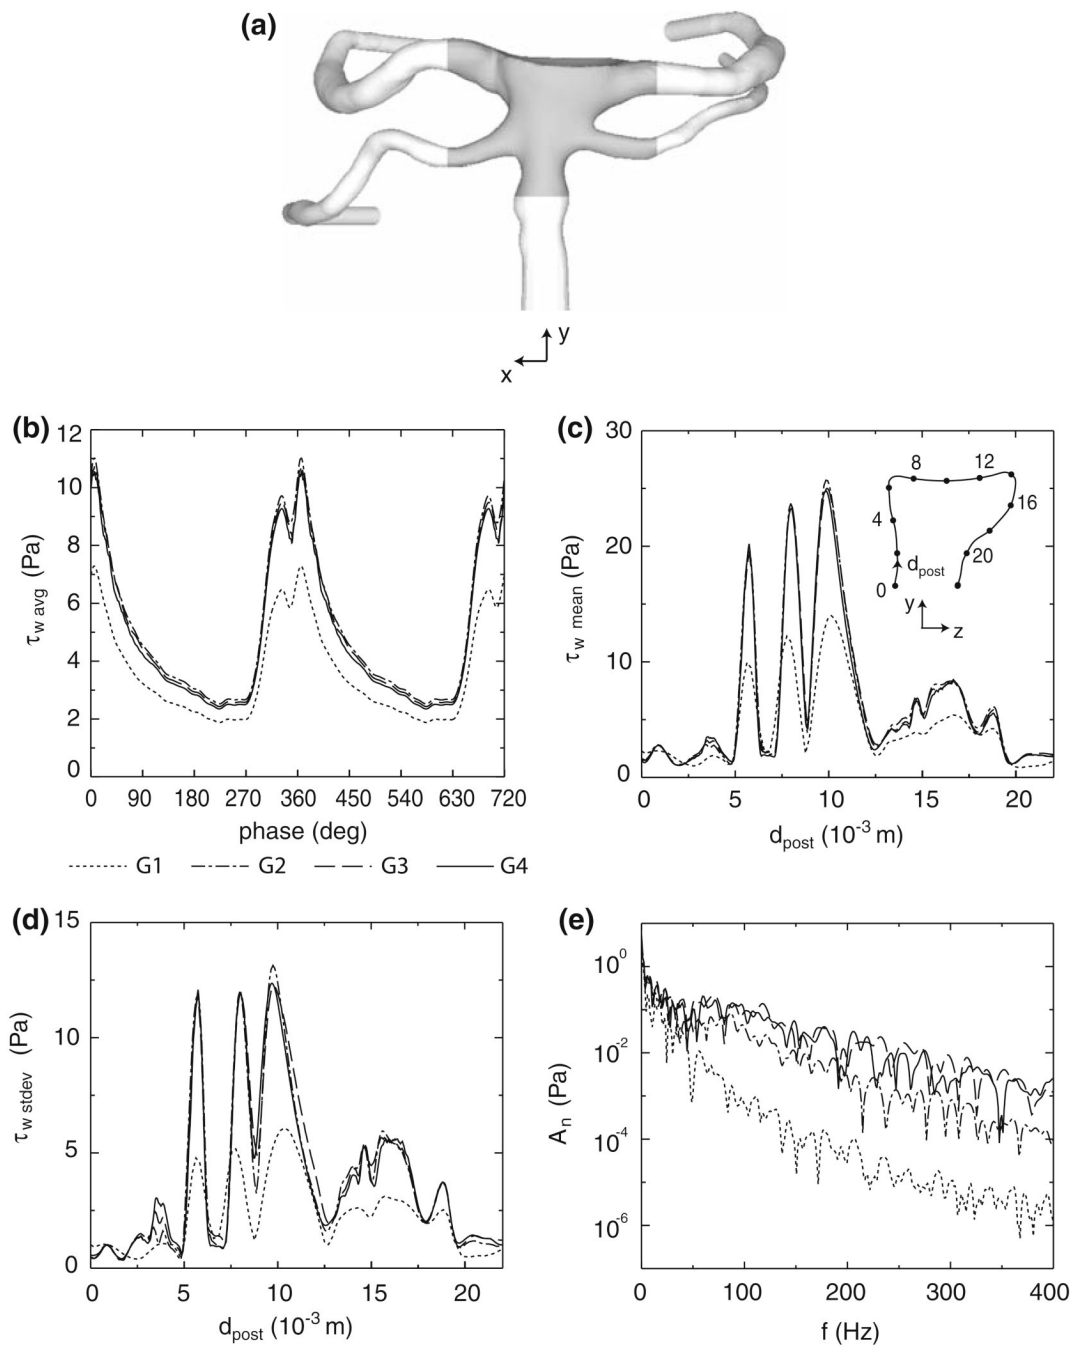 (a)
y
x
(b)
12
10
8
6
4
2
0
τw avg (Pa)
0 90 180 270 360 450 540 630 720
phase (deg)
G1 G2 G3 G4
(c)
30
20
10
0
τw mean (Pa)
0 5 10 15 20
dpost (10-3 m)
8 12
4 16
dpost 20
0
y
z
(d)
15
10
5
0
τw stdev (Pa)
0 5 10 15 20
dpost (10-3 m)
(e)
100
10-2
10-4
10-6
An (Pa)
0 100 200 300 400
f (Hz)